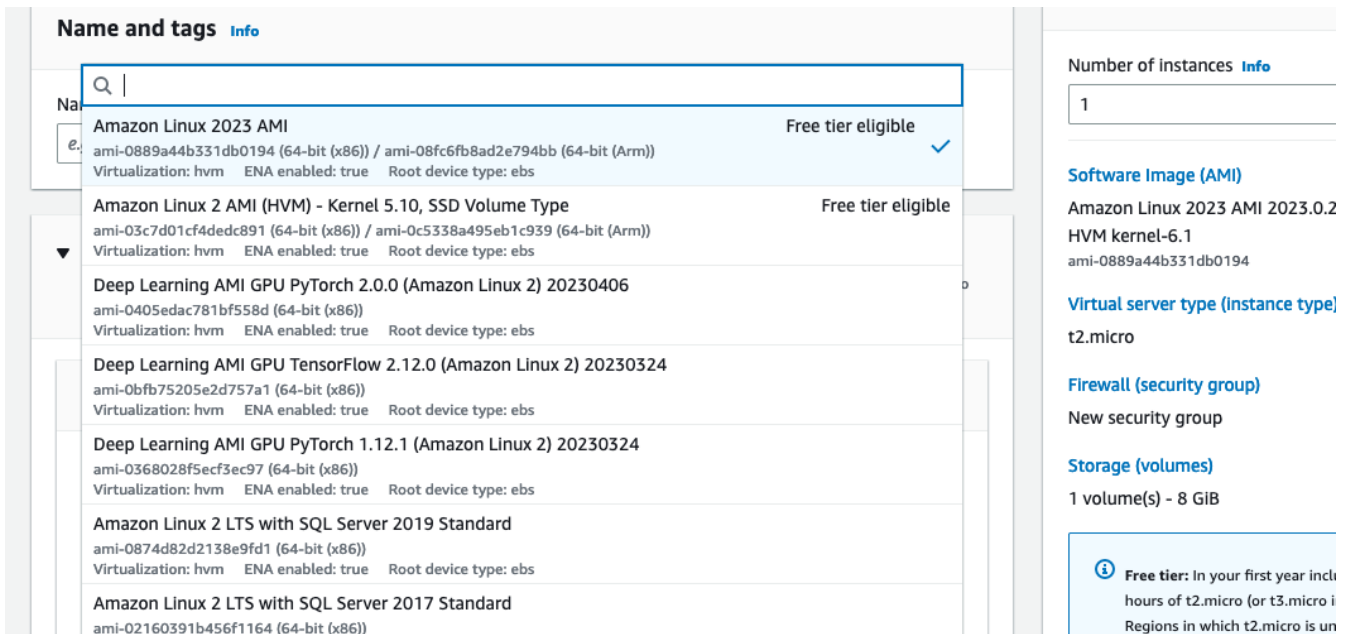 Name and tags Info
Nai
e.
Amazon Linux 2023 AMI Free tier eligible
ami-0889a44b331db0194 (64-bit (x86)) / ami-08fc6fb8ad2e794bb (64-bit (Arm))
Virtualization: hvm ENA enabled: true Root device type: ebs
Amazon Linux 2 AMI (HVM) - Kernel 5.10, SSD Volume Type Free tier eligible
ami-03c7d01cf4dedc891 (64-bit (x86)) / ami-0c5338a495eb1c939 (64-bit (Arm))
Virtualization: hvm ENA enabled: true Root device type: ebs
Deep Learning AMI GPU PyTorch 2.0.0 (Amazon Linux 2) 20230406
ami-0405edac781bf558d (64-bit (x86))
Virtualization: hvm ENA enabled: true Root device type: ebs
Deep Learning AMI GPU TensorFlow 2.12.0 (Amazon Linux 2) 20230324
ami-0bfb75205e2d757a1 (64-bit (x86))
Virtualization: hvm ENA enabled: true Root device type: ebs
Deep Learning AMI GPU PyTorch 1.12.1 (Amazon Linux 2) 20230324
ami-0368028f5ecf3ec97 (64-bit (x86))
Virtualization: hvm ENA enabled: true Root device type: ebs
Amazon Linux 2 LTS with SQL Server 2019 Standard
ami-0874d82d2138e9fd1 (64-bit (x86))
Virtualization: hvm ENA enabled: true Root device type: ebs
Amazon Linux 2 LTS with SQL Server 2017 Standard
ami-02160391b456f1164 (64-bit (x86))
Number of instances Info
1
Software Image (AMI)
Amazon Linux 2023 AMI 2023.0.2
HVM kernel-6.1
ami-0889a44b331db0194
Virtual server type (instance type)
t2.micro
Firewall (security group)
New security group
Storage (volumes)
1 volume(s) - 8 GiB
Free tier: In your first year inclu
hours of t2.micro (or t3.micro i
Regions in which t2.micro is un